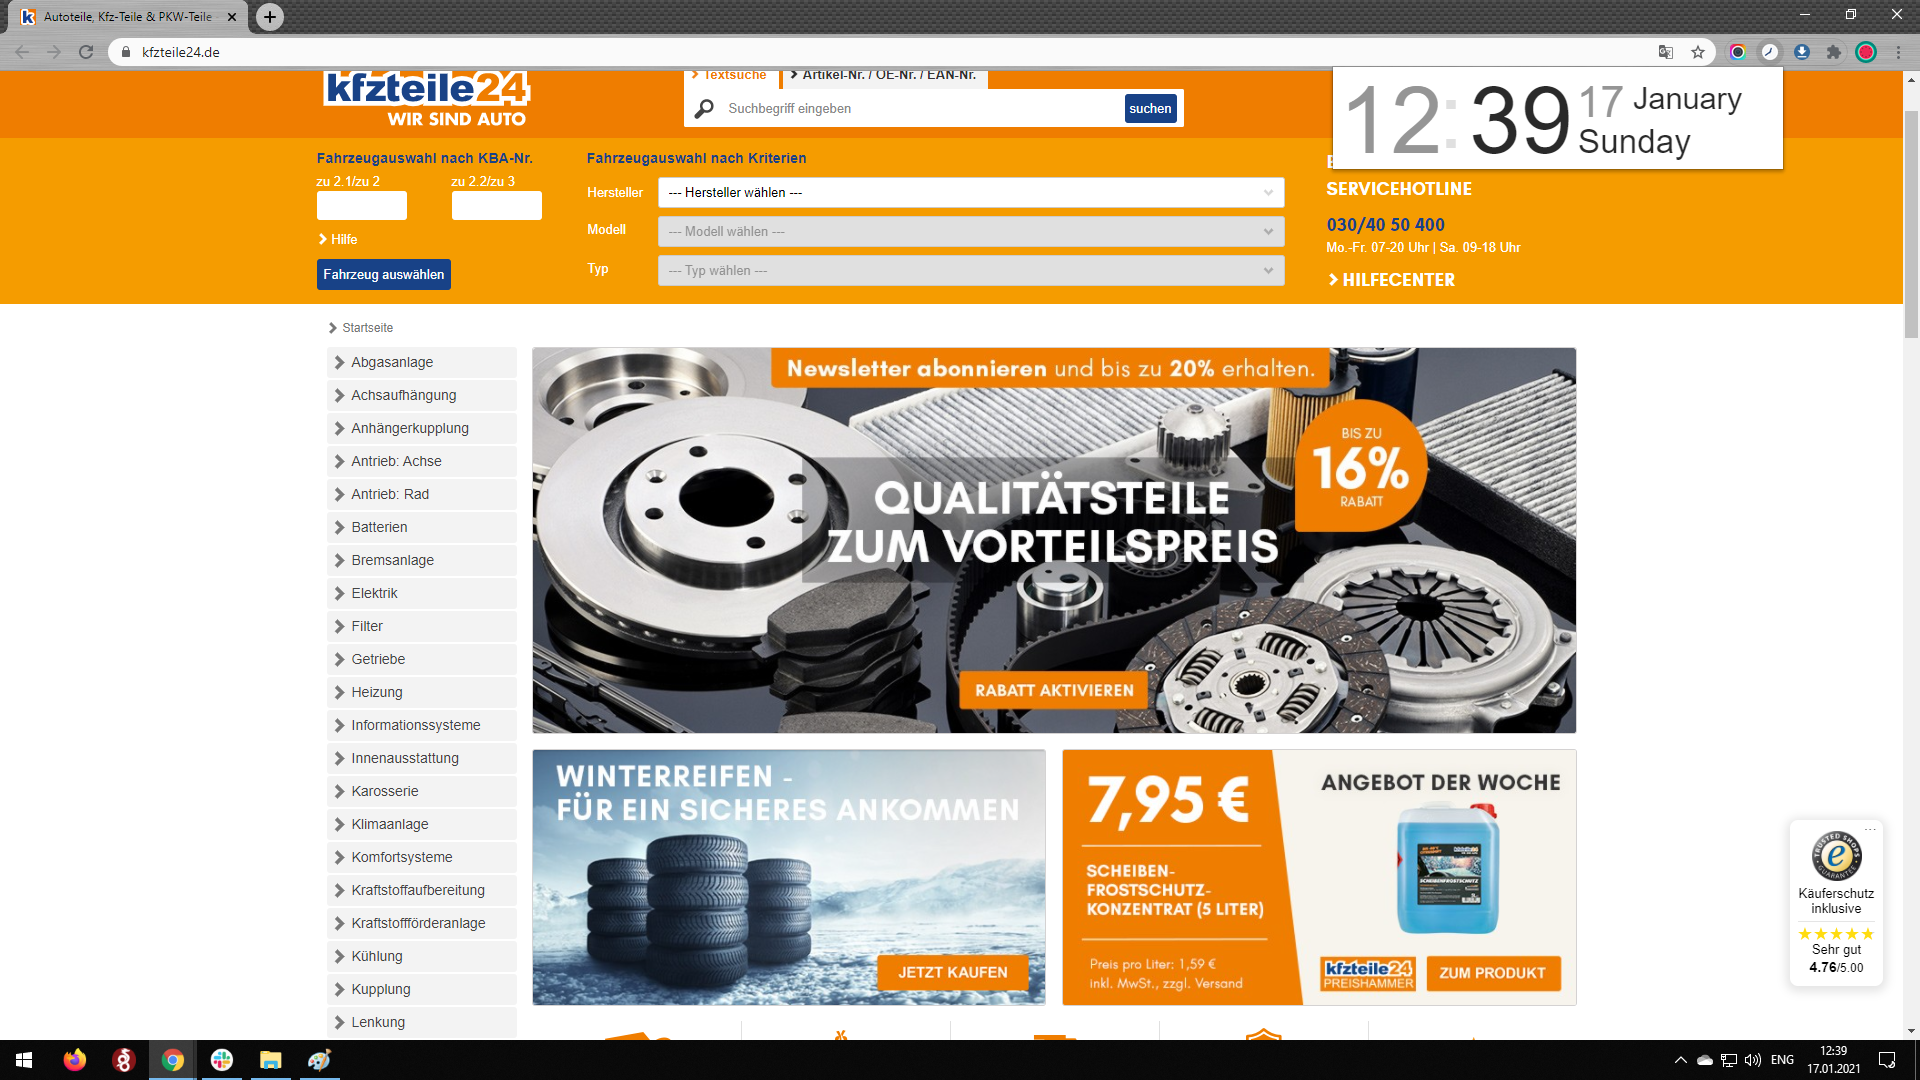 Autoteile, Kfz-Teile & PKW-Teile
kfzteile24.de
kfzteile24
WIR SIND AUTO
Textsuche
Artikel-Nr. / OE-Nr. / EAN-Nr.
Suchbegriff eingeben
suchen
12:39
17 January
Sunday
Fahrzeugauswahl nach KBA-Nr.
zu 2.1/zu 2
zu 2.2/zu 3
Hilfe
Fahrzeug auswählen
Fahrzeugauswahl nach Kriterien
Hersteller
--- Hersteller wählen ---
Modell
--- Modell wählen ---
Typ
--- Typ wählen ---
SERVICEHOTLINE
030/40 50 400
Mo.-Fr. 07-20 Uhr | Sa. 09-18 Uhr
HILFECENTER
Startseite
Abgasanlage
Achsaufhängung
Anhängerkupplung
Antrieb: Achse
Antrieb: Rad
Batterien
Bremsanlage
Elektrik
Filter
Getriebe
Heizung
Informationssysteme
Innenausstattung
Karosserie
Klimaanlage
Komfortsysteme
Kraftstoffaufbereitung
Kraftstoffförderanlage
Kühlung
Kupplung
Lenkung
Newsletter abonnieren und bis zu 20% erhalten.
BIS ZU
16%
RABATT
QUALITÄTSTEILE
ZUM VORTEILSPREIS
RABATT AKTIVIEREN
WINTERREIFEN -
FÜR EIN SICHERES ANKOMMEN
JETZT KAUFEN
7,95 €
SCHEIBEN-
FROSTSCHUTZ-
KONZENTRAT (5 LITER)
Preis pro Liter: 1,59 €
inkl. MwSt., zzgl. Versand
ANGEBOT DER WOCHE
kfzteile24
SCHEIBENFROSTSCHUTZ
kfzteile24
PREISHAMMER
ZUM PRODUKT
TRUSTED SHOPS
GUARANTEE
Käuferschutz
inklusive
Sehr gut
4.76/5.00
ENG
12:39
17.01.2021